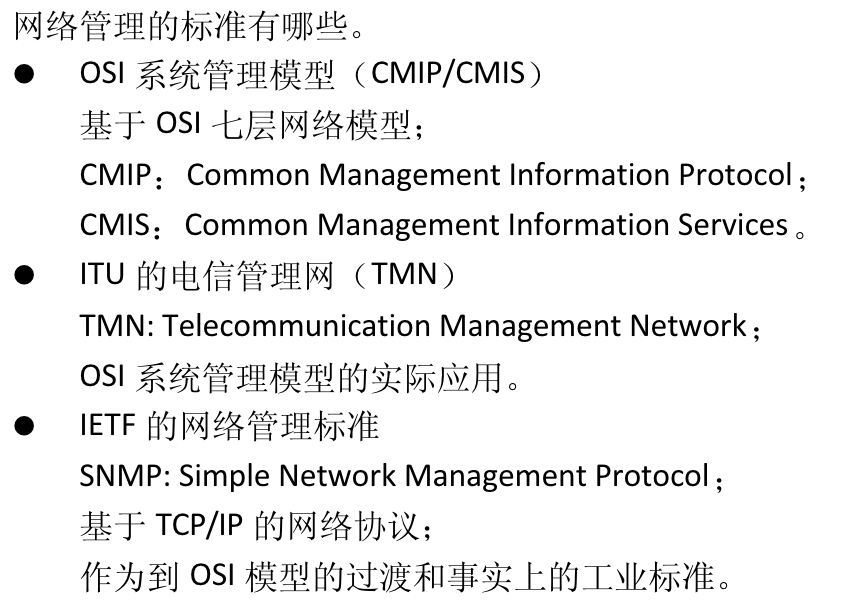 网络管理的标准有哪些。
● OSI 系统管理模型（CMIP/CMIS）
基于 OSI 七层网络模型；
CMIP：Common Management Information Protocol；
CMIS：Common Management Information Services。
● ITU 的电信管理网（TMN）
TMN: Telecommunication Management Network；
OSI 系统管理模型的实际应用。
● IETF 的网络管理标准
SNMP: Simple Network Management Protocol；
基于 TCP/IP 的网络协议；
作为到 OSI 模型的过渡和事实上的工业标准。